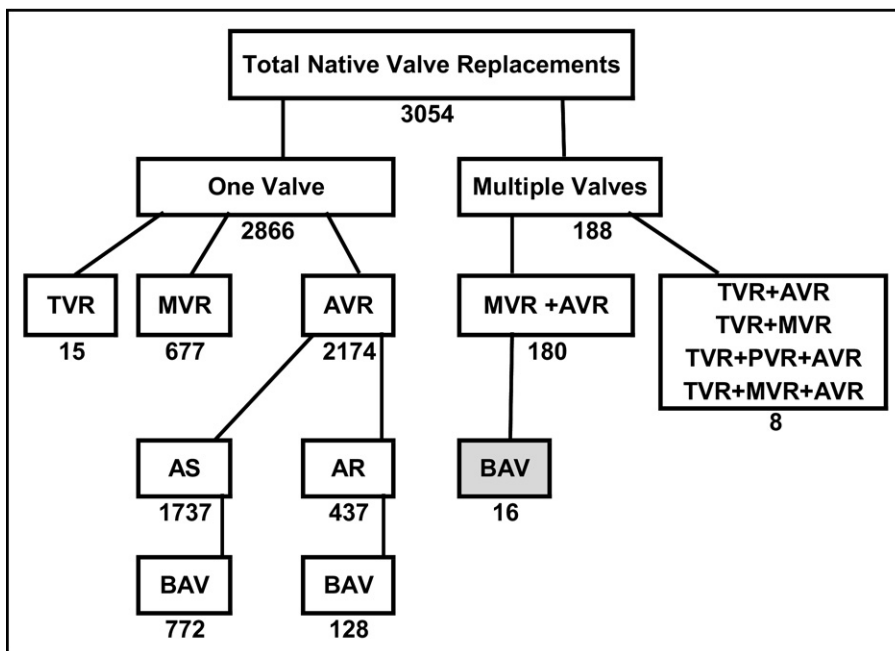 Total Native Valve Replacements
3054
One Valve
2866
Multiple Valves
188
TVR
15
MVR
677
AVR
2174
MVR +AVR
180
TVR+AVR
TVR+MVR
TVR+PVR+AVR
TVR+MVR+AVR
8
AS
1737
AR
437
BAV
16
BAV
772
BAV
128